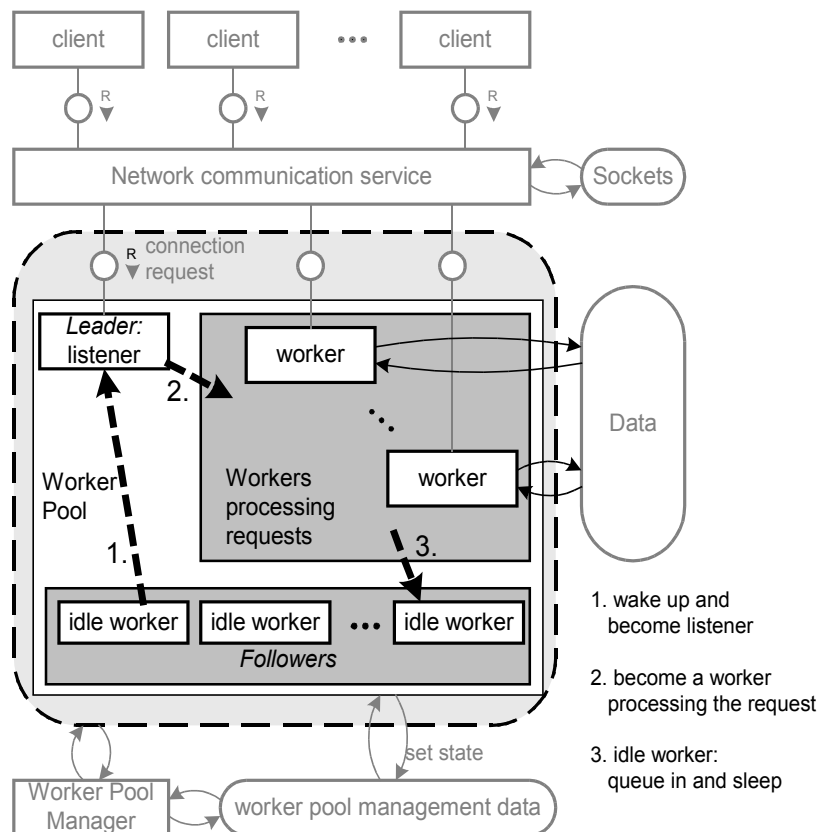 client
client
client
R
R
R
Network communication service
Sockets
R
connection
request
Leader:
listener
worker
2.
Data
Worker
Pool
Workers
processing
requests
worker
1.
3.
idle worker
idle worker
idle worker
Followers
1. wake up and
become listener
2. become a worker
processing the request
3. idle worker:
queue in and sleep
set state
Worker Pool
Manager
worker pool management data